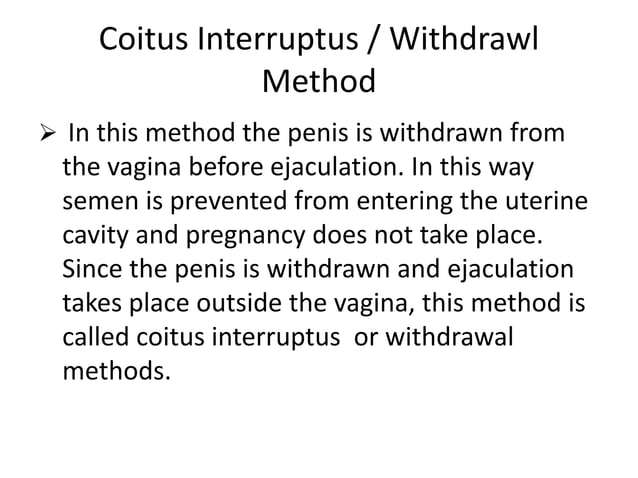 Coitus Interruptus / Withdrawl
Method
➢ In this method the penis is withdrawn from
the vagina before ejaculation. In this way
semen is prevented from entering the uterine
cavity and pregnancy does not take place.
Since the penis is withdrawn and ejaculation
takes place outside the vagina, this method is
called coitus interruptus  or withdrawal
methods.